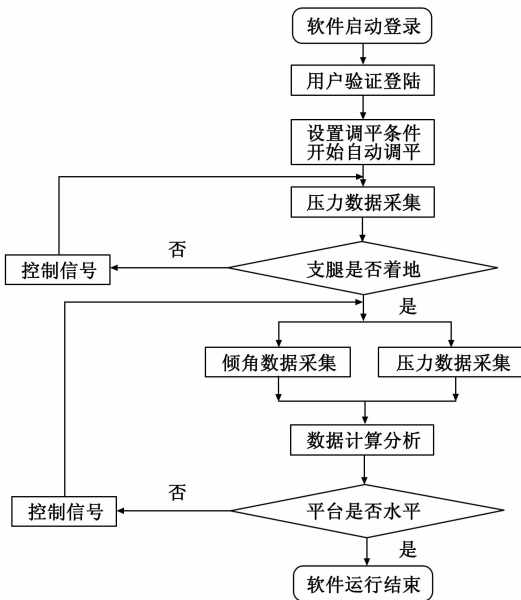 软件启动登录
用户验证登陆
设置调平条件
开始自动调平
压力数据采集
否
控制信号
支腿是否着地
是
倾角数据采集
压力数据采集
数据计算分析
否
控制信号
平台是否水平
是
软件运行结束